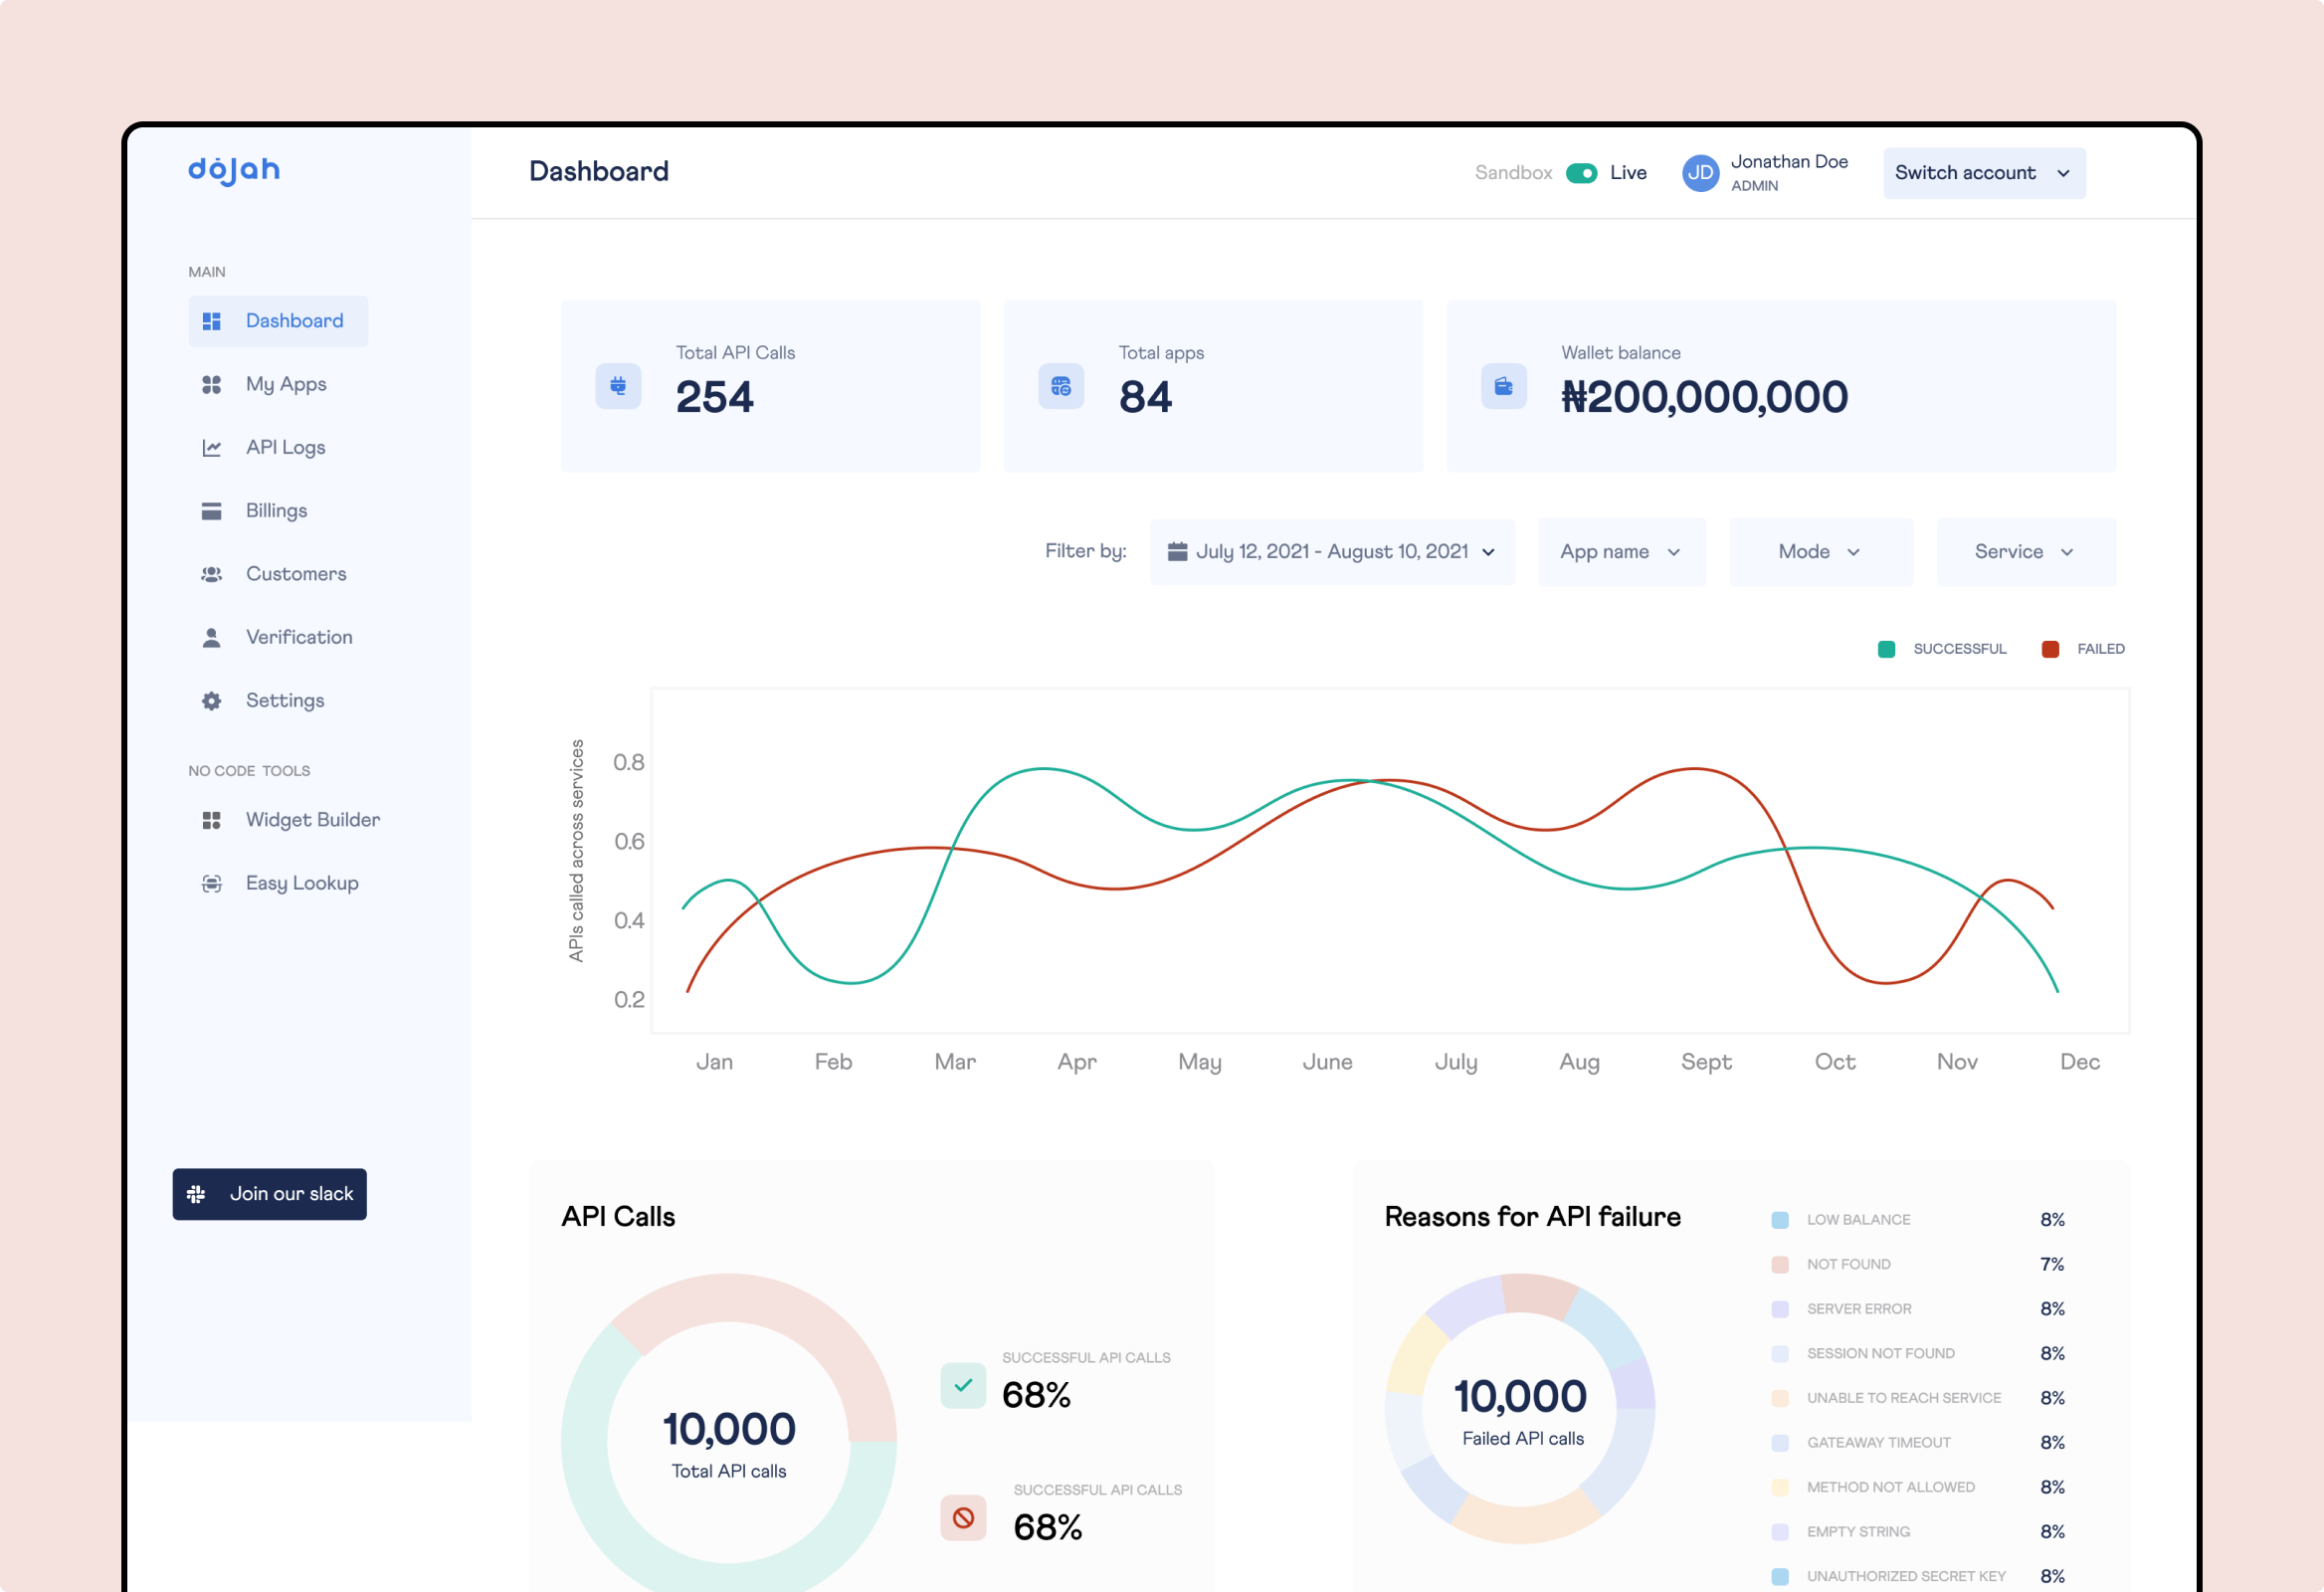 dojah
Dashboard
Sandbox
Live
JD
Jonathan Doe
ADMIN
Switch account
MAIN
Dashboard
My Apps
API Logs
Billings
Customers
Verification
Settings
NO CODE TOOLS
Widget Builder
Easy Lookup
Join our slack
Total API Calls
254
Total apps
84
Wallet balance
₦200,000,000
Filter by:
July 12, 2021 - August 10, 2021
App name
Mode
Service
SUCCESSFUL
FAILED
APIs called across services
0.8
0.6
0.4
0.2
Jan
Feb
Mar
Apr
May
June
July
Aug
Sept
Oct
Nov
Dec
API Calls
10,000
Total API calls
SUCCESSFUL API CALLS
68%
SUCCESSFUL API CALLS
68%
Reasons for API failure
10,000
Failed API calls
LOW BALANCE 8%
NOT FOUND 7%
SERVER ERROR 8%
SESSION NOT FOUND 8%
UNABLE TO REACH SERVICE 8%
GATEAWAY TIMEOUT 8%
METHOD NOT ALLOWED 8%
EMPTY STRING 8%
UNAUTHORIZED SECRET KEY 8%